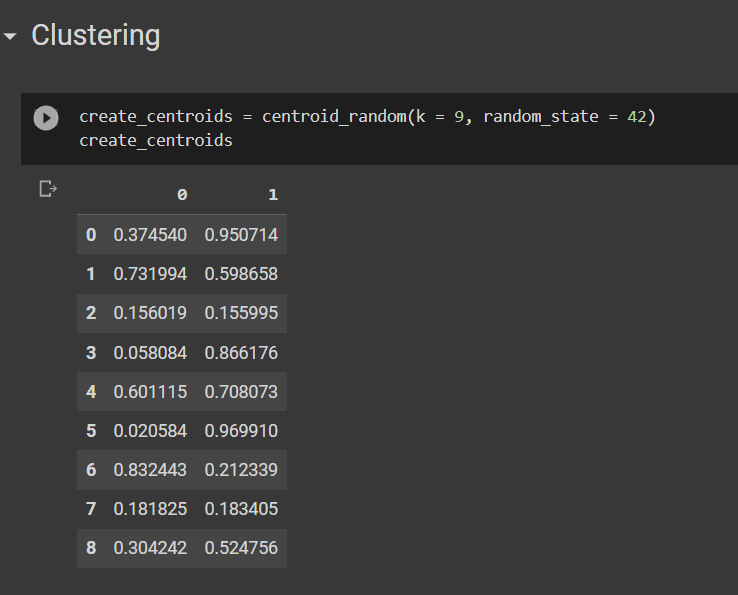 Clustering
create_centroids = centroid_random(k = 9, random_state = 42)
create_centroids
0 1
0 0.374540 0.950714
1 0.731994 0.598658
2 0.156019 0.155995
3 0.058084 0.866176
4 0.601115 0.708073
5 0.020584 0.969910
6 0.832443 0.212339
7 0.181825 0.183405
8 0.304242 0.524756